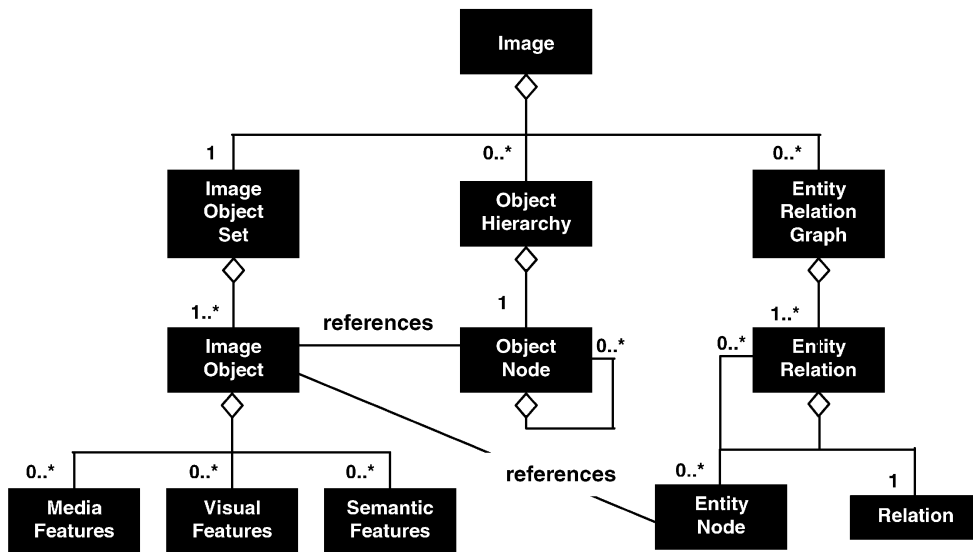 Image
1
0..*
0..*
Image
Object
Set
Object
Hierarchy
Entity
Relation
Graph
1..*
1
1..*
references
Image
Object
Object
Node
0..*
0..*
Entity
Relation
0..*
0..*
0..*
references
0..*
1
Media
Features
Visual
Features
Semantic
Features
Entity
Node
Relation